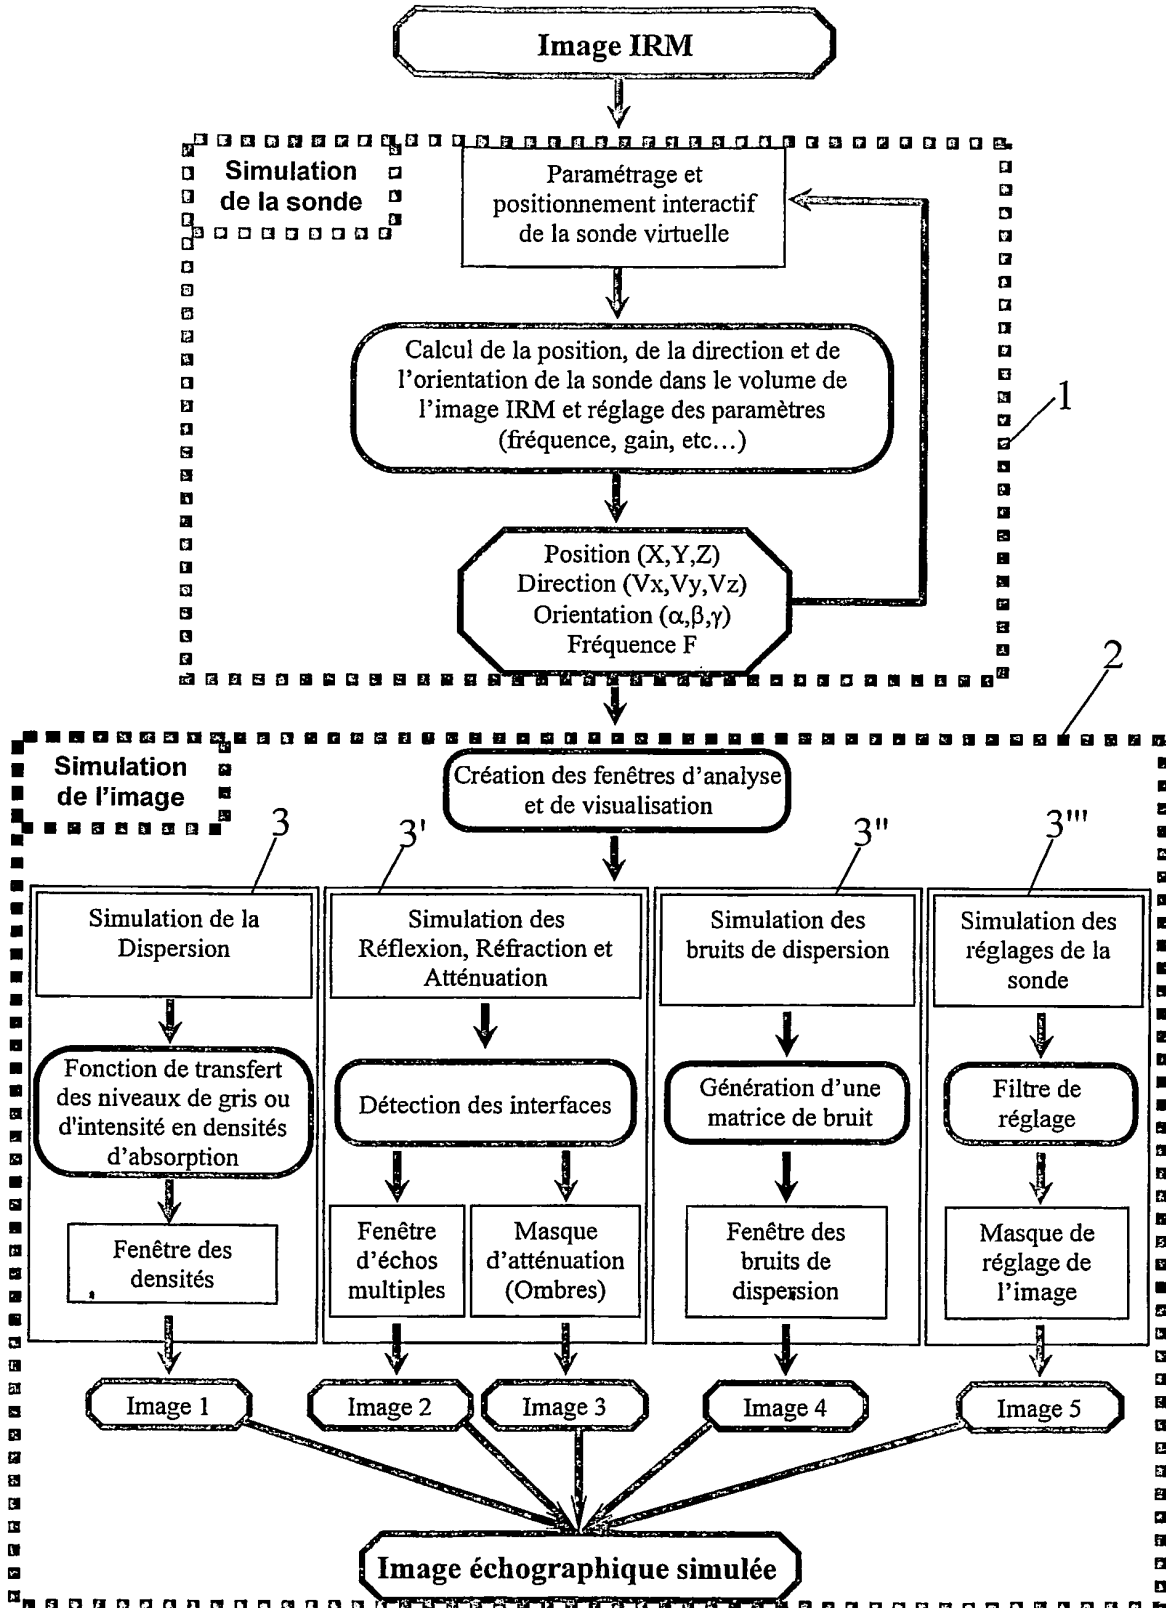 Image IRM
Simulation
de la sonde
Paramétrage et
positionnement interactif
de la sonde virtuelle
Calcul de la position, de la direction et de
l'orientation de la sonde dans le volume de
l'image IRM et réglage des paramètres
(fréquence, gain, etc...)
1
Position (X,Y,Z)
Direction (Vx,Vy,Vz)
Orientation (α,β,γ)
Fréquence F
2
Simulation
de l'image
Création des fenêtres d'analyse
et de visualisation
3
3'
3"
3'"
Simulation de la
Dispersion
Fonction de transfert
des niveaux de gris ou
d'intensité en densités
d'absorption
Fenêtre des
densités
Simulation des
Réflexion, Réfraction et
Atténuation
Détection des interfaces
Fenêtre
d'échos
multiples
Masque
d'atténuation
(Ombres)
Simulation des
bruits de dispersion
Génération d'une
matrice de bruit
Fenêtre des
bruits de
dispersion
Simulation des
réglages de la
sonde
Filtre de
réglage
Masque de
réglage de
l'image
Image 1
Image 2
Image 3
Image 4
Image 5
Image échographique simulée